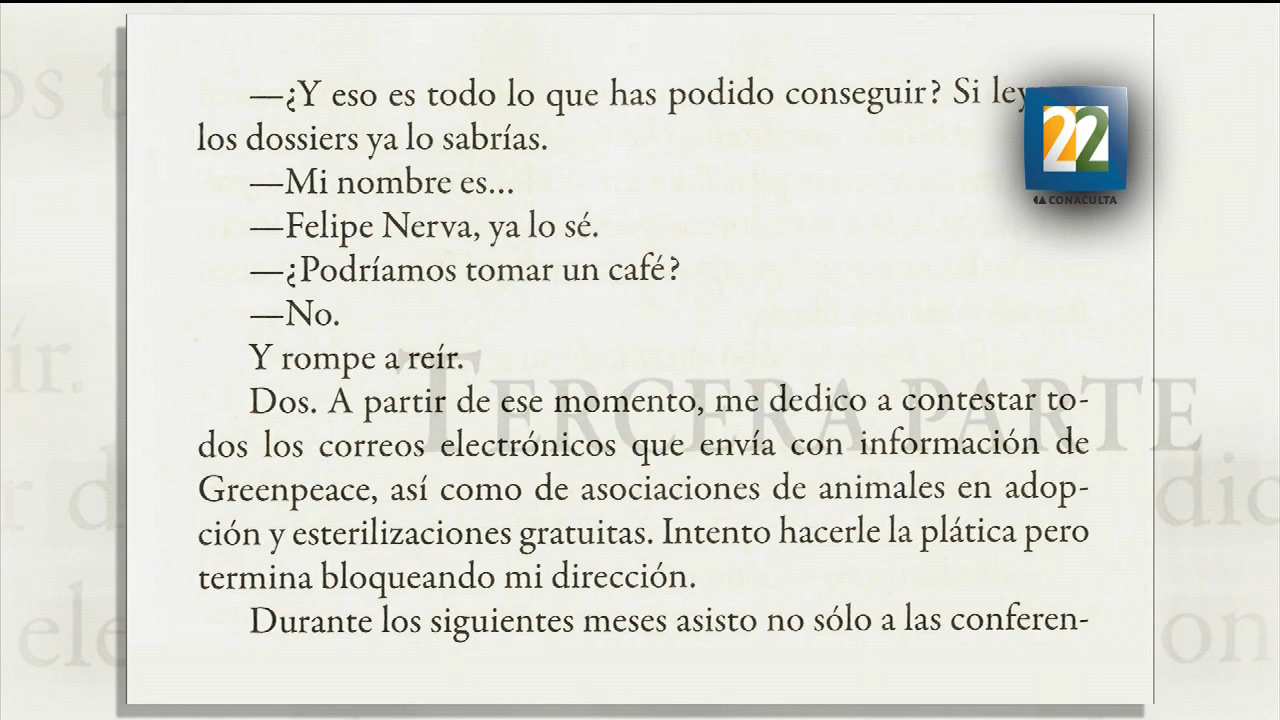 —¿Y eso es todo lo que has podido conseguir? Si
los dossiers ya lo sabrías.
—Mi nombre es...
—Felipe Nerva, ya lo sé.
—¿Podríamos tomar un café?
—No.
Y rompe a reír.
Dos. A partir de ese momento, me dedico a contestar to-
dos los correos electrónicos que envía con información de
Greenpeace, así como de asociaciones de animales en adop-
ción y esterilizaciones gratuitas. Intento hacerle la plática pero
termina bloqueando mi dirección.
Durante los siguientes meses asisto no sólo a las conferen-
TERCERA PARTE
22
CONACULTA